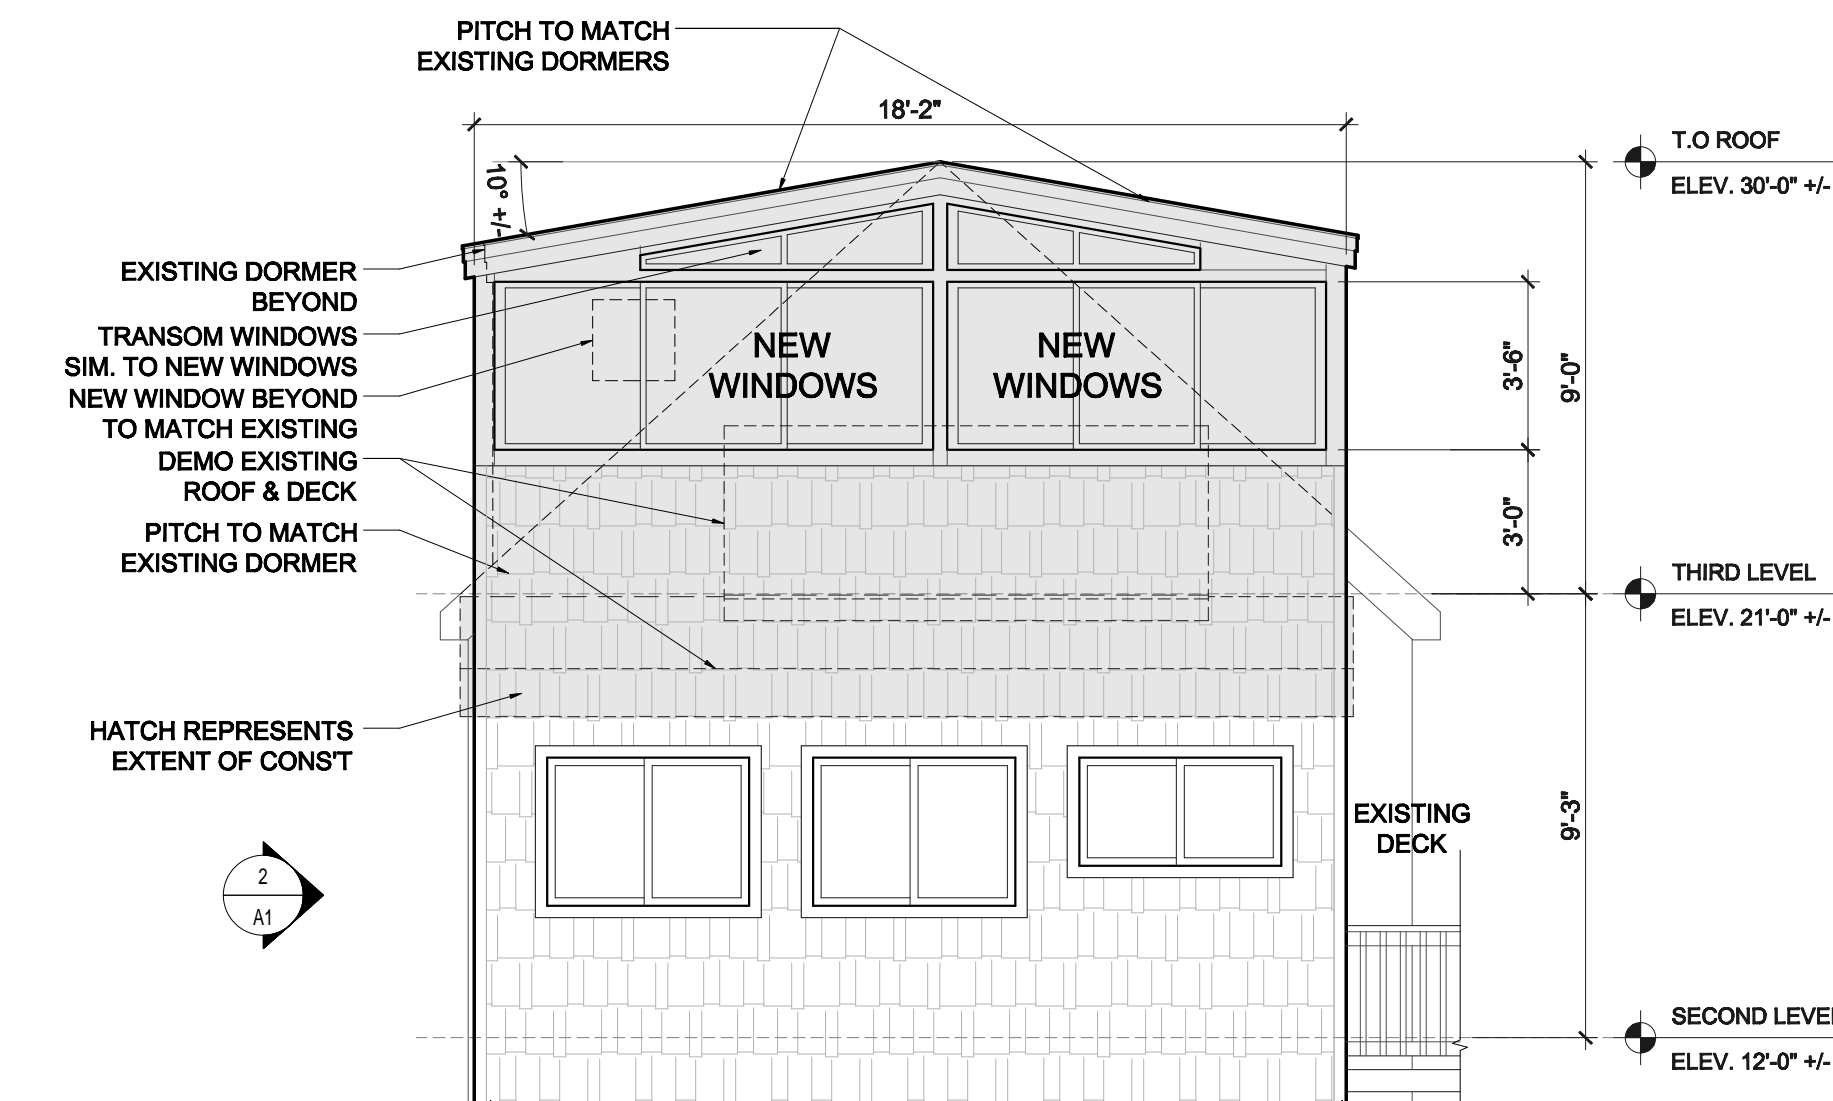 PITCH TO MATCH
EXISTING DORMERS
18'-2"
T.O ROOF
ELEV. 30'-0" +/-
10° +/-
EXISTING DORMER
BEYOND
TRANSOM WINDOWS
SIM. TO NEW WINDOWS
NEW WINDOW BEYOND
TO MATCH EXISTING
DEMO EXISTING
ROOF & DECK
PITCH TO MATCH
EXISTING DORMER
NEW
WINDOWS
NEW
WINDOWS
3'-6"
9'-0"
3'-0"
THIRD LEVEL
ELEV. 21'-0" +/-
HATCH REPRESENTS
EXTENT OF CONS'T
EXISTING
DECK
9'-3"
2
A1
SECOND LEVEL
ELEV. 12'-0" +/-